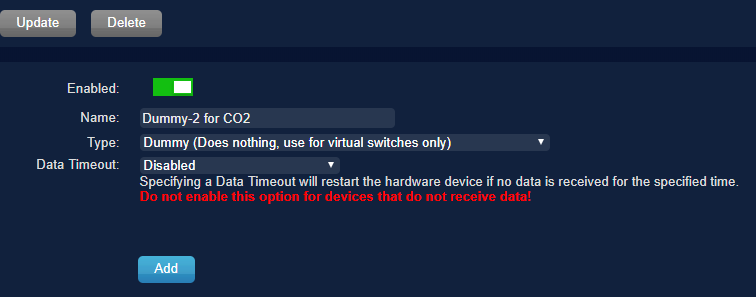 Update Delete
Enabled:
Name: Dummy-2 for CO2
Type: Dummy (Does nothing, use for virtual switches only)
Data Timeout: Disabled
Specifying a Data Timeout will restart the hardware device if no data is received for the specified time.
Do not enable this option for devices that do not receive data!
Add